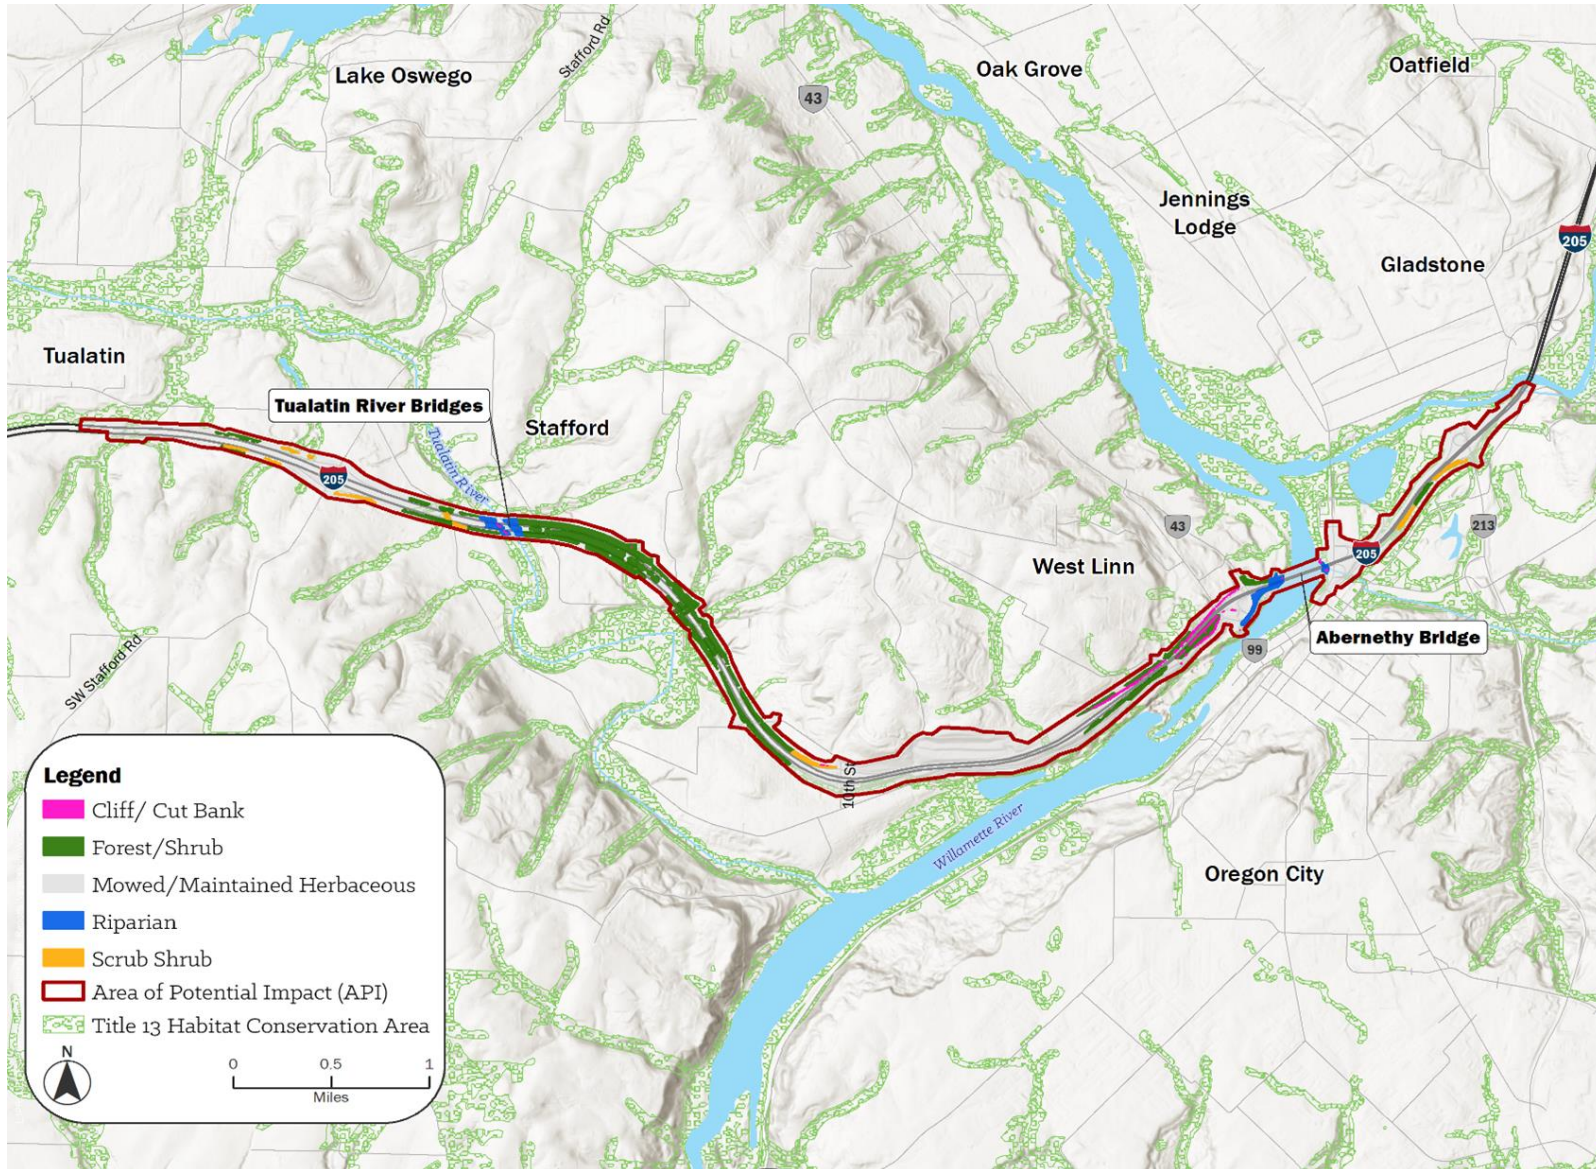 Lake Oswego
Stafford Rd
43
Oak Grove
Oatfield
Jennings
Lodge
205
Gladstone
Tualatin
Tualatin River Bridges
Stafford
Tualatin River
205
43
213
205
West Linn
Abernethy Bridge
99
SW Stafford Rd
10th St
Willamette River
Oregon City
Legend
Cliff/ Cut Bank
Forest/Shrub
Mowed/Maintained Herbaceous
Riparian
Scrub Shrub
Area of Potential Impact (API)
Title 13 Habitat Conservation Area
N
0 0.5 1
Miles